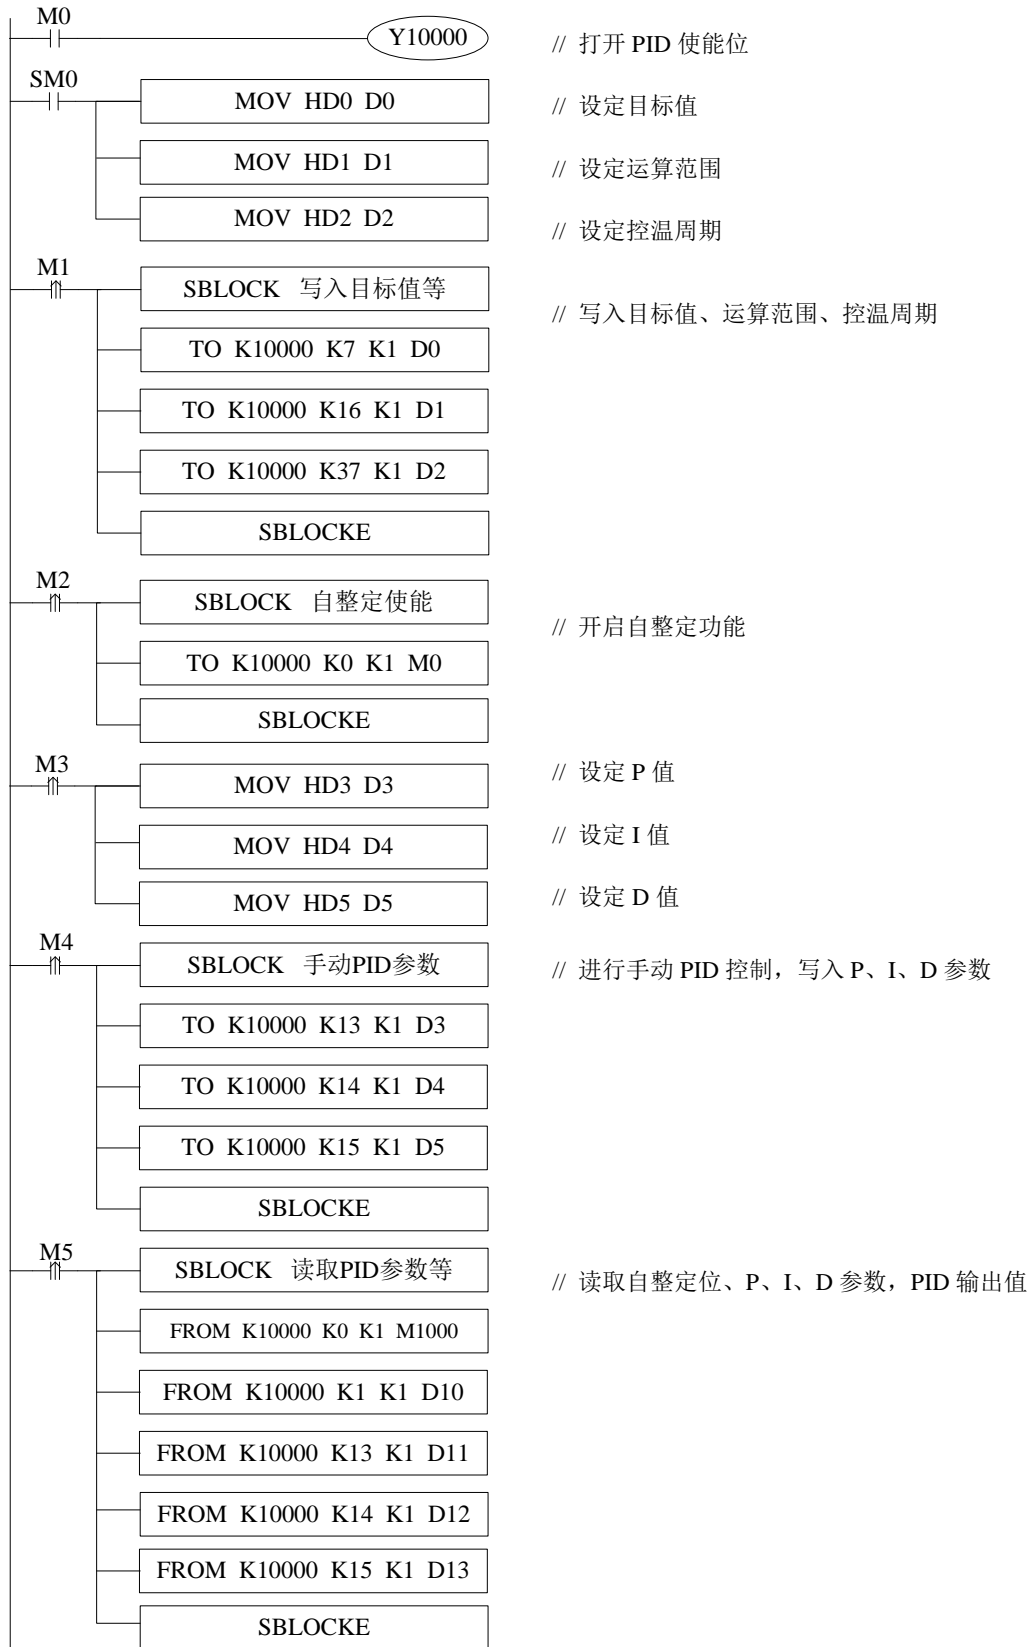 M0
Y10000
// 打开 PID 使能位
SM0
MOV HD0 D0
// 设定目标值
MOV HD1 D1
// 设定运算范围
MOV HD2 D2
// 设定控温周期
M1
SBLOCK 写入目标值等
// 写入目标值、运算范围、控温周期
TO K10000 K7 K1 D0
TO K10000 K16 K1 D1
TO K10000 K37 K1 D2
SBLOCKE
M2
SBLOCK 自整定使能
// 开启自整定功能
TO K10000 K0 K1 M0
SBLOCKE
M3
MOV HD3 D3
// 设定 P 值
MOV HD4 D4
// 设定 I 值
MOV HD5 D5
// 设定 D 值
M4
SBLOCK 手动PID参数
// 进行手动 PID 控制，写入 P、I、D 参数
TO K10000 K13 K1 D3
TO K10000 K14 K1 D4
TO K10000 K15 K1 D5
SBLOCKE
M5
SBLOCK 读取PID参数等
// 读取自整定位、P、I、D 参数，PID 输出值
FROM K10000 K0 K1 M1000
FROM K10000 K1 K1 D10
FROM K10000 K13 K1 D11
FROM K10000 K14 K1 D12
FROM K10000 K15 K1 D13
SBLOCKE